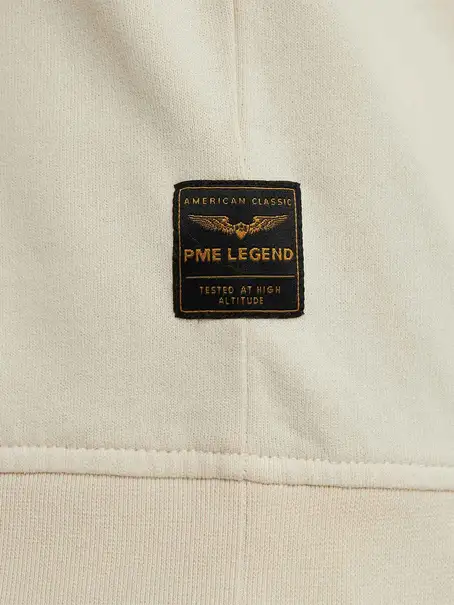 AMERICAN CLASSIC
PME LEGEND
TESTED AT HIGH
ALTITUDE